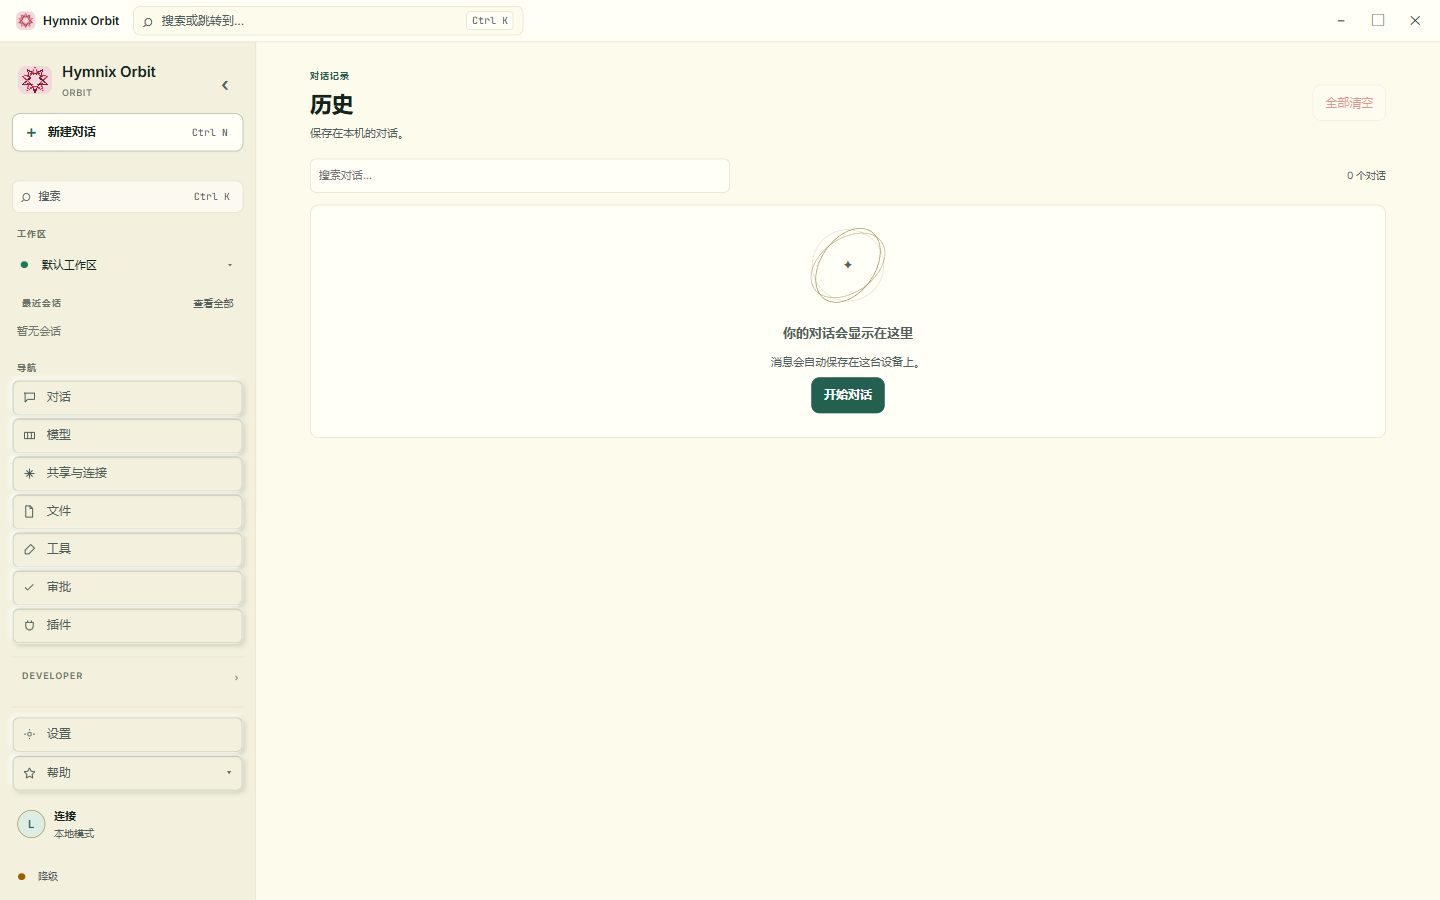 Hymnix Orbit
搜索或跳转到...
Ctrl K
Hymnix Orbit
ORBIT
新建对话
Ctrl N
搜索
Ctrl K
工作区
默认工作区
最近会话
查看全部
暂无会话
导航
对话
模型
共享与连接
文件
工具
审批
插件
DEVELOPER
设置
帮助
L
连接
本地模式
降级
对话记录
历史
保存在本机的对话。
全部清空
搜索对话...
0 个对话
你的对话会显示在这里
消息会自动保存在这台设备上。
开始对话